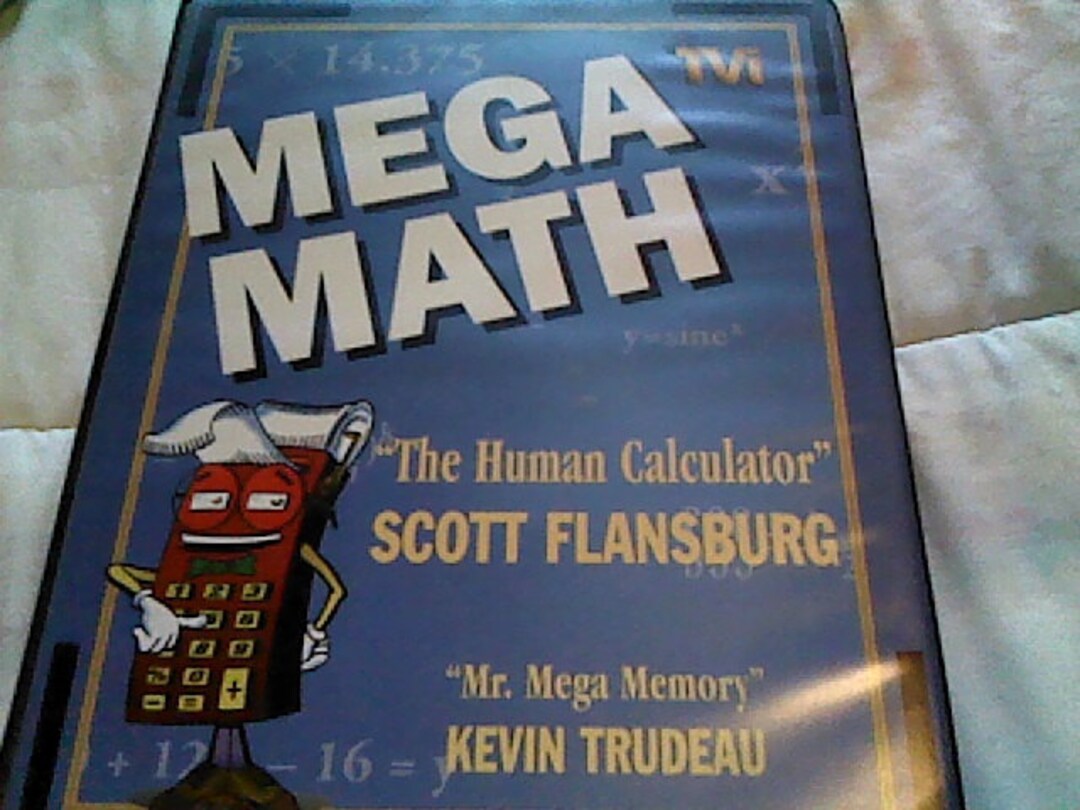 5 × 14.375
TVi
MEGA
MATH
x
y=sine^x
"The Human Calculator"
SCOTT FLANSBURG
"Mr. Mega Memory"
KEVIN TRUDEAU
+ 12 – 16 = y